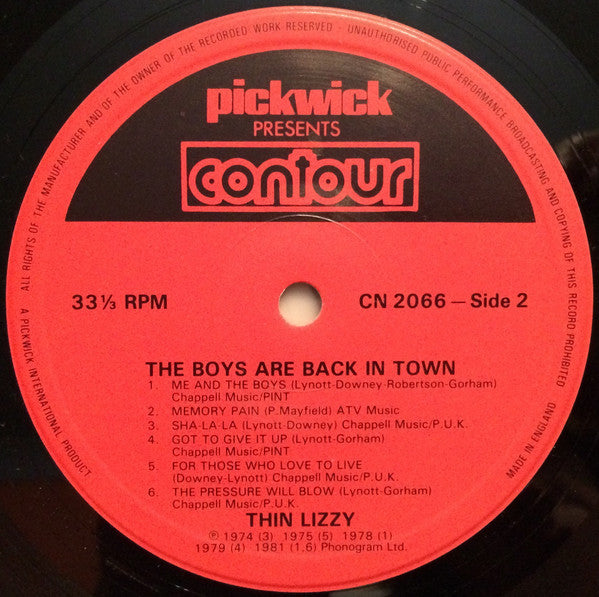 ALL RIGHTS OF THE MANUFACTURER AND OF THE OWNER OF THE RECORDED WORK RESERVED - UNAUTHORISED PUBLIC PERFORMANCE BROADCASTING AND COPYING OF THIS RECORD PROHIBITED
pickwick
PRESENTS
contour
33⅓ RPM
CN 2066 — Side 2
THE BOYS ARE BACK IN TOWN
1. ME AND THE BOYS (Lynott-Downey-Robertson-Gorham)
Chappell Music/PINT
2. MEMORY PAIN (P.Mayfield) ATV Music
3. SHA-LA-LA (Lynott-Downey) Chappell Music/P.U.K.
4. GOT TO GIVE IT UP (Lynott-Gorham)
Chappell Music/PINT
5. FOR THOSE WHO LOVE TO LIVE
(Downey-Lynott) Chappell Music/P.U.K.
6. THE PRESSURE WILL BLOW (Lynott-Gorham)
Chappell Music/P.U.K.
THIN LIZZY
℗ 1974 (3) 1975 (5) 1978 (1)
1979 (4) - 1981 (1,6) Phonogram Ltd.
A PICKWICK INTERNATIONAL PRODUCT
MADE IN ENGLAND